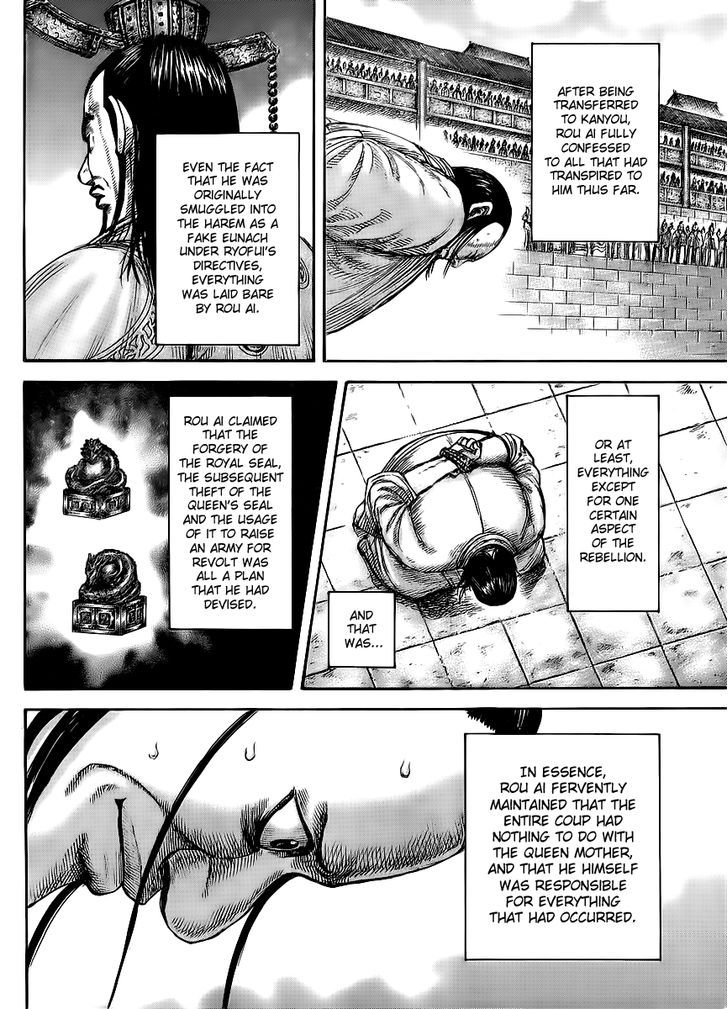 AFTER BEING
TRANSFERRED
TO KANYOU,
ROU AI FULLY
CONFESSED
TO ALL THAT HAD
TRANSPIRED TO
HIM THUS FAR.
EVEN THE FACT
THAT HE WAS
ORIGINALLY
SMUGGLED INTO
THE HAREM AS A
FAKE EUNACH
UNDER RYOFUI'S
DIRECTIVES,
EVERYTHING
WAS LAID BARE
BY ROU AI.
OR AT
LEAST,
EVERYTHING
EXCEPT
FOR ONE
CERTAIN
ASPECT
OF THE
REBELLION.
AND
THAT
WAS...
ROU AI CLAIMED
THAT THE
FORGERY OF
THE ROYAL SEAL,
THE SUBSEQUENT
THEFT OF THE
QUEEN'S SEAL
AND THE USAGE
OF IT TO RAISE
AN ARMY FOR
REVOLT WAS
ALL A PLAN
THAT HE HAD
DEVISED.
IN ESSENCE,
ROU AI FERVENTLY
MAINTAINED THAT THE
ENTIRE COUP HAD
NOTHING TO DO WITH
THE QUEEN MOTHER,
AND THAT HE HIMSELF
WAS RESPONSIBLE
FOR EVERYTHING
THAT HAD OCCURRED.